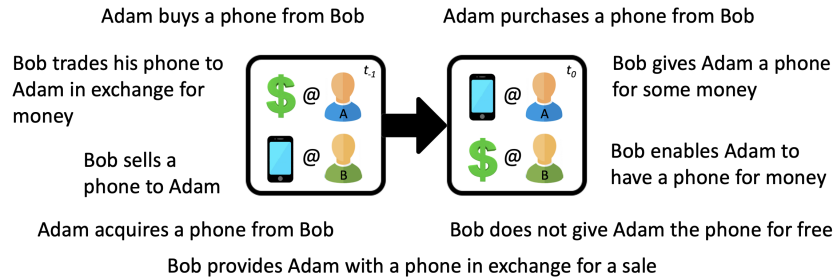 Adam buys a phone from Bob
Adam purchases a phone from Bob
Bob trades his phone to
Adam in exchange for
money
t-1
$ @ A
@ B
t0
@ A
$ @ B
Bob gives Adam a phone
for some money
Bob sells a
phone to Adam
Bob enables Adam to
have a phone for money
Adam acquires a phone from Bob
Bob does not give Adam the phone for free
Bob provides Adam with a phone in exchange for a sale